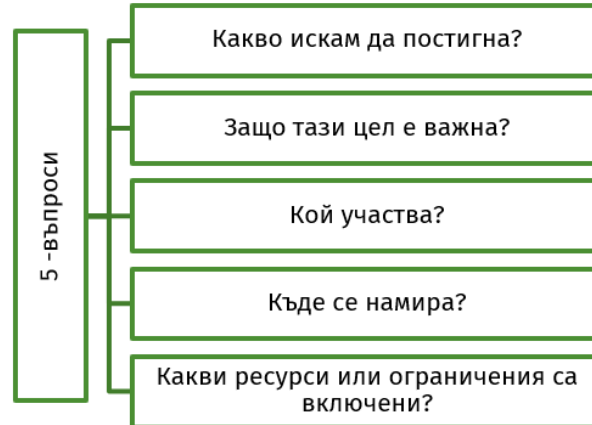 5 -въпроси
Какво искам да постигна?
Защо тази цел е важна?
Кой участва?
Къде се намира?
Какви ресурси или ограничения са
включени?